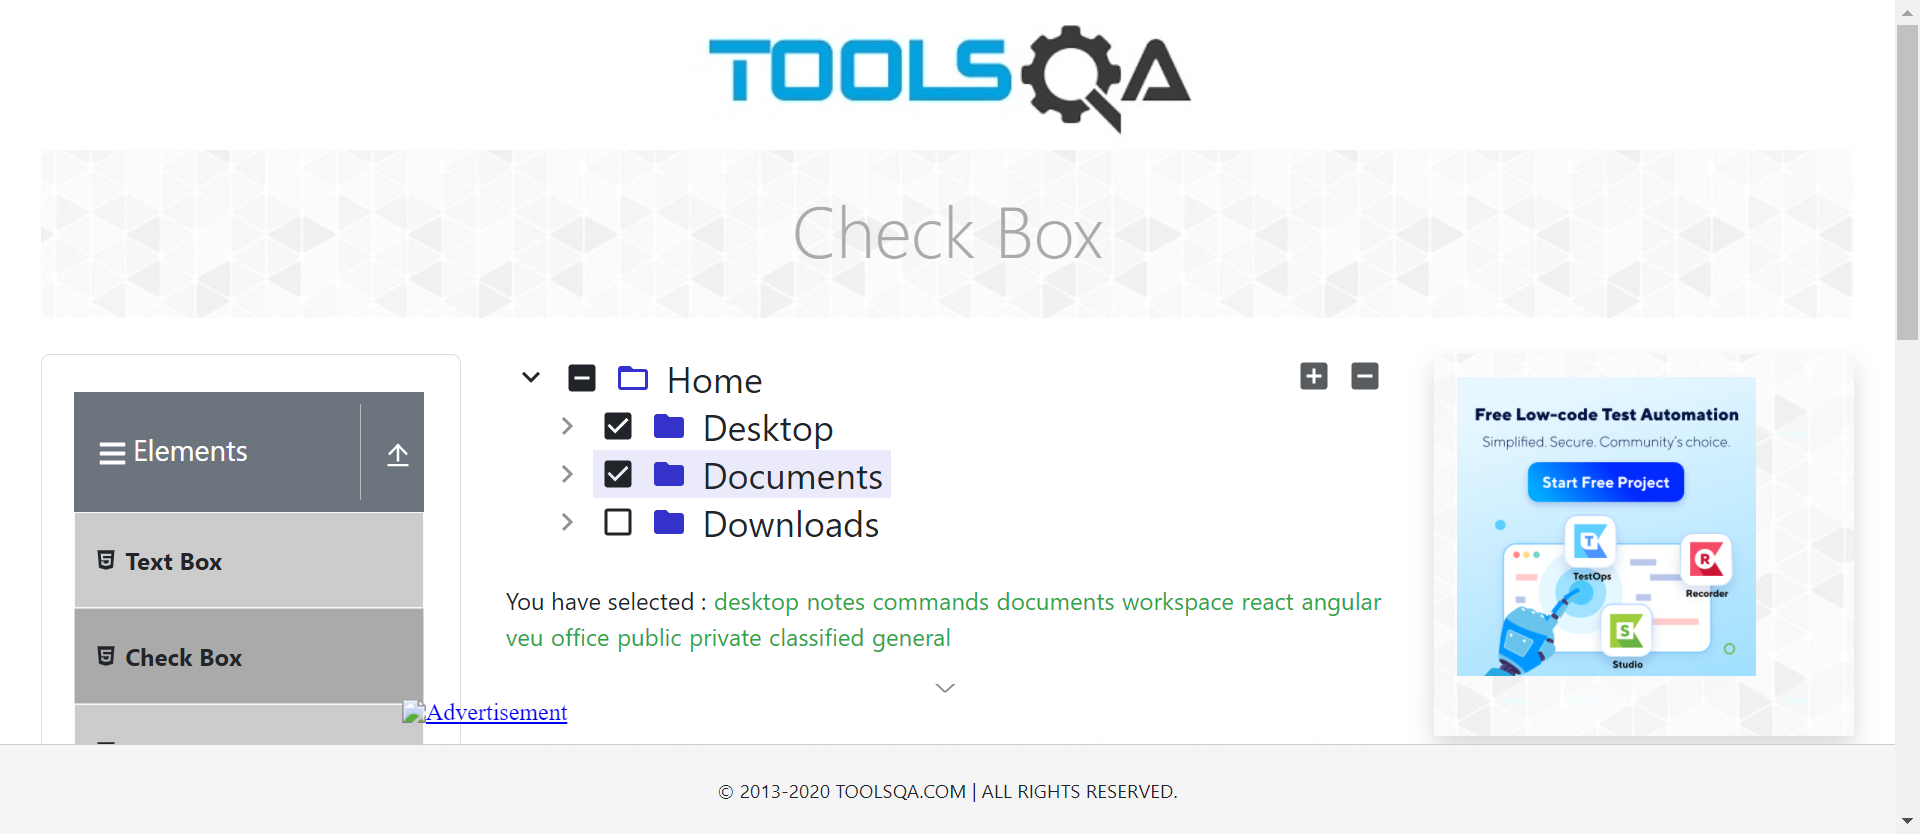 TOOLSQA
Check Box
Elements
Text Box
Check Box
Home
Desktop
Documents
Downloads
You have selected : desktop notes commands documents workspace react angular
veu office public private classified general
Free Low-code Test Automation
Simplified. Secure. Community's choice.
Start Free Project
TestOps
Recorder
Studio
Advertisement
© 2013-2020 TOOLSQA.COM | ALL RIGHTS RESERVED.